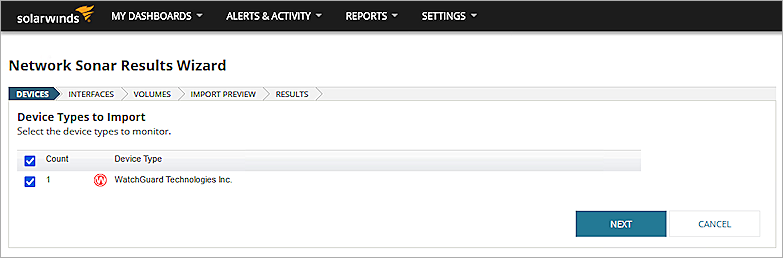 solarwinds MY DASHBOARDS ALERTS & ACTIVITY REPORTS SETTINGS
Network Sonar Results Wizard
DEVICES INTERFACES VOLUMES IMPORT PREVIEW RESULTS
Device Types to Import
Select the device types to monitor.
Count Device Type
1 WatchGuard Technologies Inc.
NEXT CANCEL